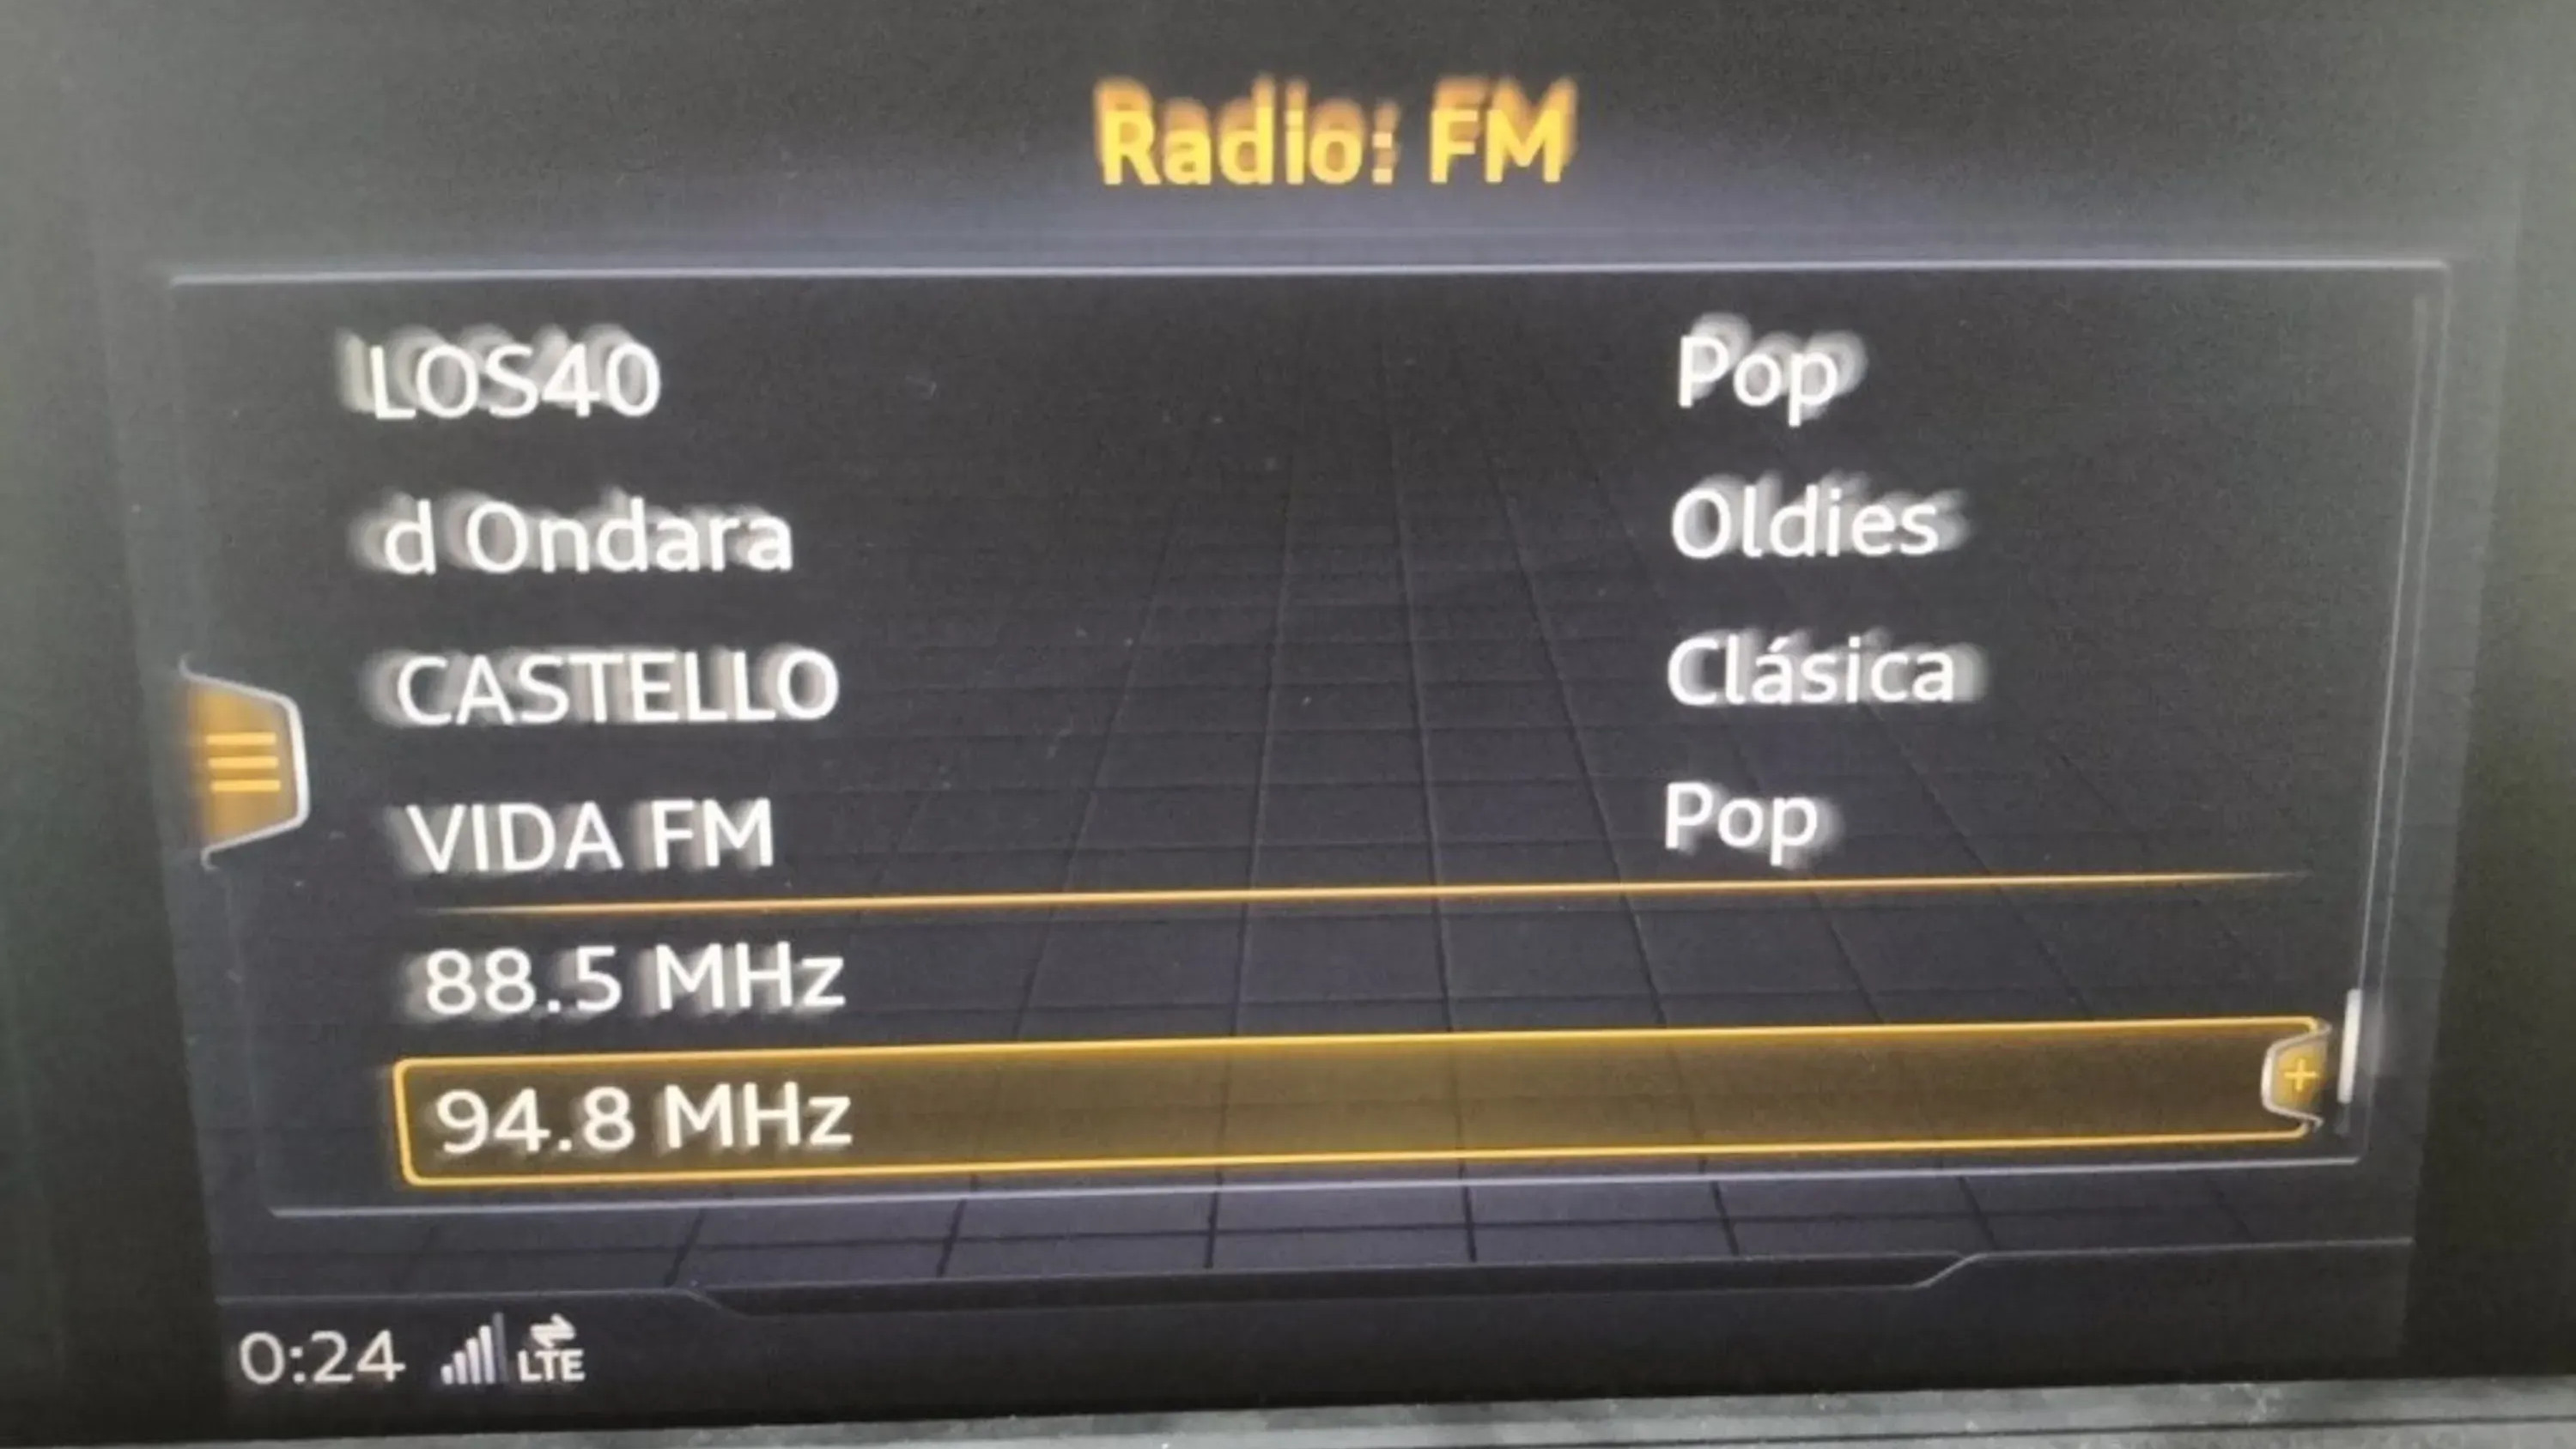 Radio: FM
LOS40 Pop
d Ondara Oldies
CASTELLO Clásica
VIDA FM Pop
88.5 MHz
94.8 MHz
0:24 LTE